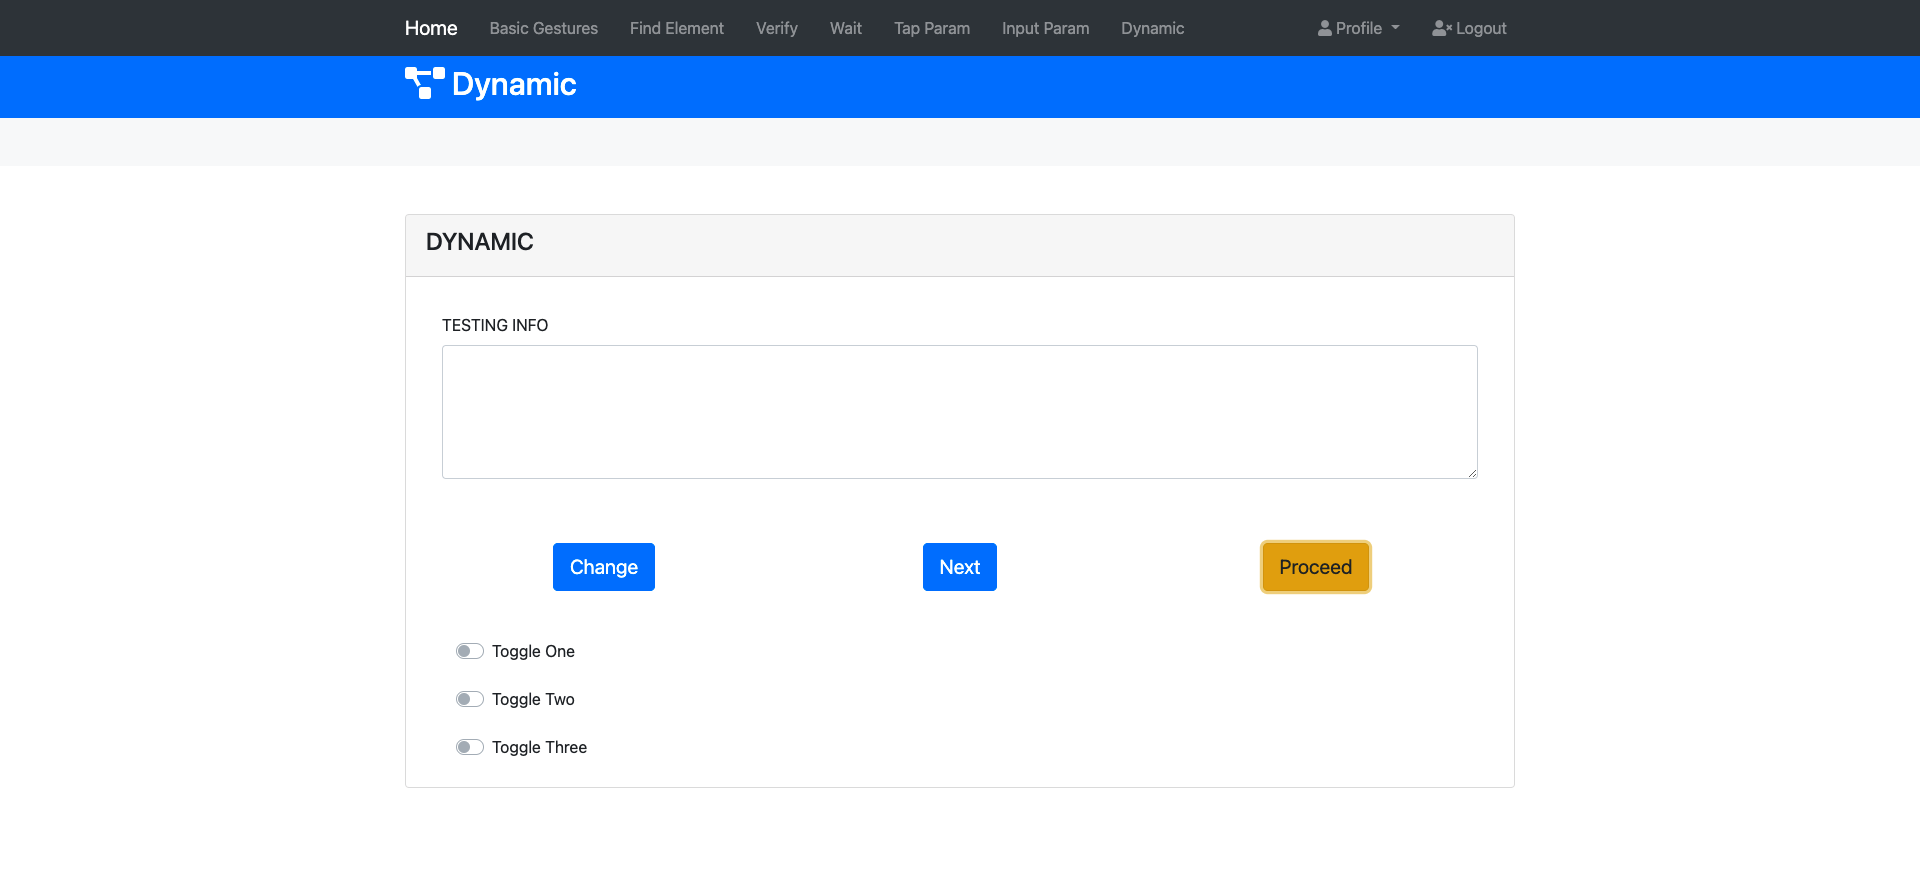 Home Basic Gestures Find Element Verify Wait Tap Param Input Param Dynamic Profile Logout
Dynamic
DYNAMIC
TESTING INFO
Change Next Proceed
Toggle One
Toggle Two
Toggle Three